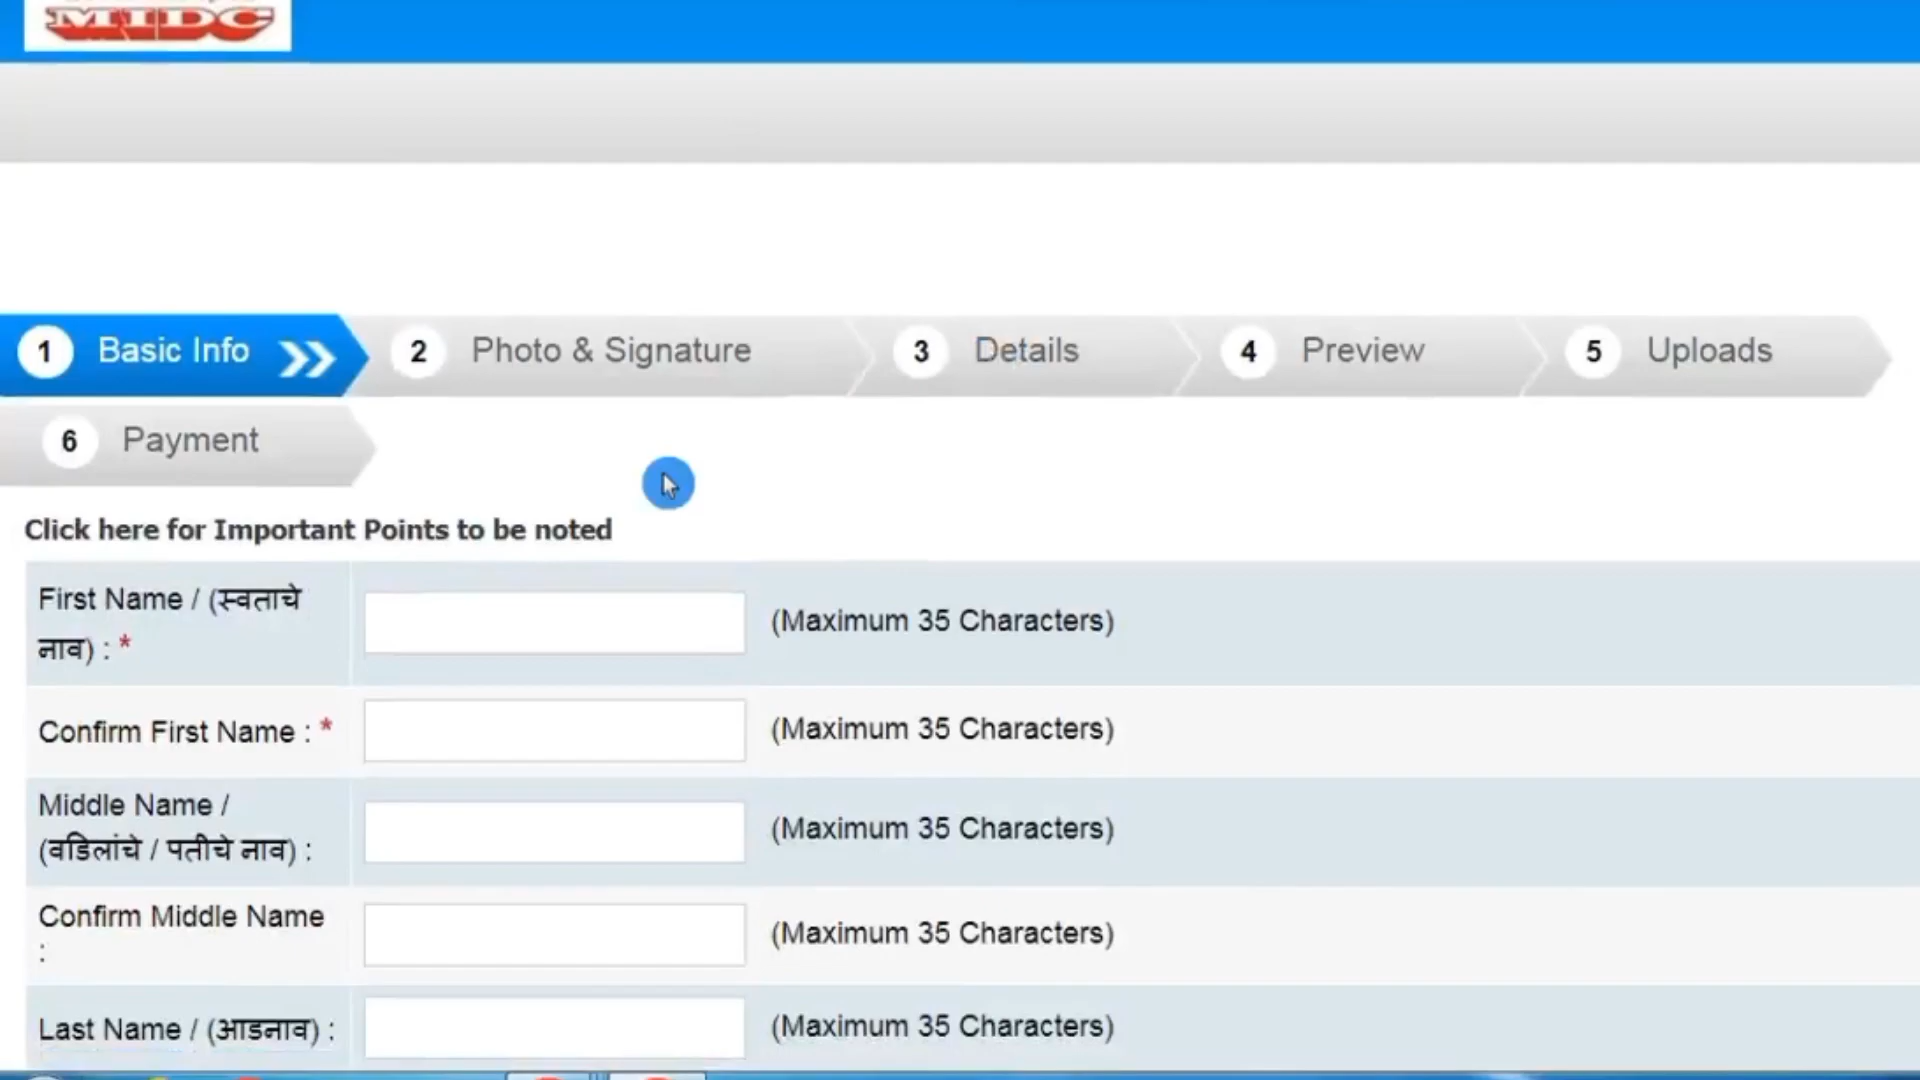 MIDC
1 Basic Info 2 Photo & Signature 3 Details 4 Preview 5 Uploads
6 Payment
Click here for Important Points to be noted
First Name / (स्वताचे
नाव) : *
(Maximum 35 Characters)
Confirm First Name : * (Maximum 35 Characters)
Middle Name /
(वडिलांचे / पतीचे नाव) :
(Maximum 35 Characters)
Confirm Middle Name
:
(Maximum 35 Characters)
Last Name / (आडनाव) : (Maximum 35 Characters)